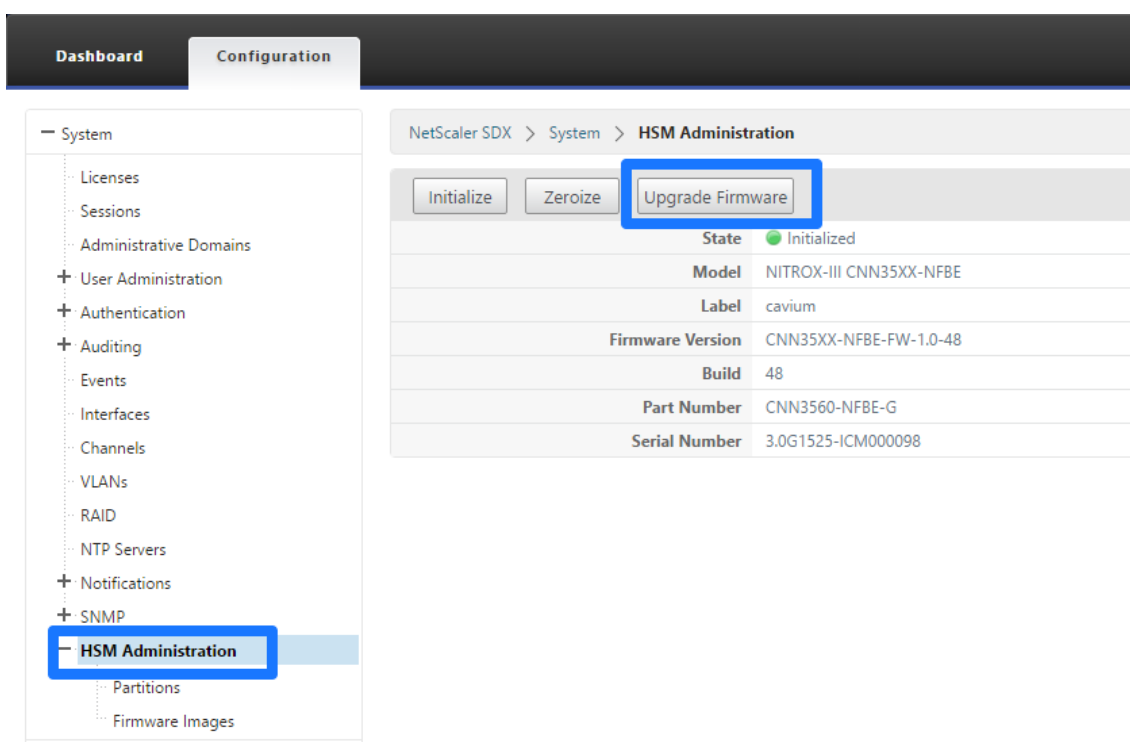 Dashboard Configuration
System
Licenses
Sessions
Administrative Domains
User Administration
Authentication
Auditing
Events
Interfaces
Channels
VLANs
RAID
NTP Servers
Notifications
SNMP
HSM Administration
Partitions
Firmware Images
NetScaler SDX > System > HSM Administration
Initialize Zeroize Upgrade Firmware
State Initialized
Model NITROX-III CNN35XX-NFBE
Label cavium
Firmware Version CNN35XX-NFBE-FW-1.0-48
Build 48
Part Number CNN3560-NFBE-G
Serial Number 3.0G1525-ICM000098